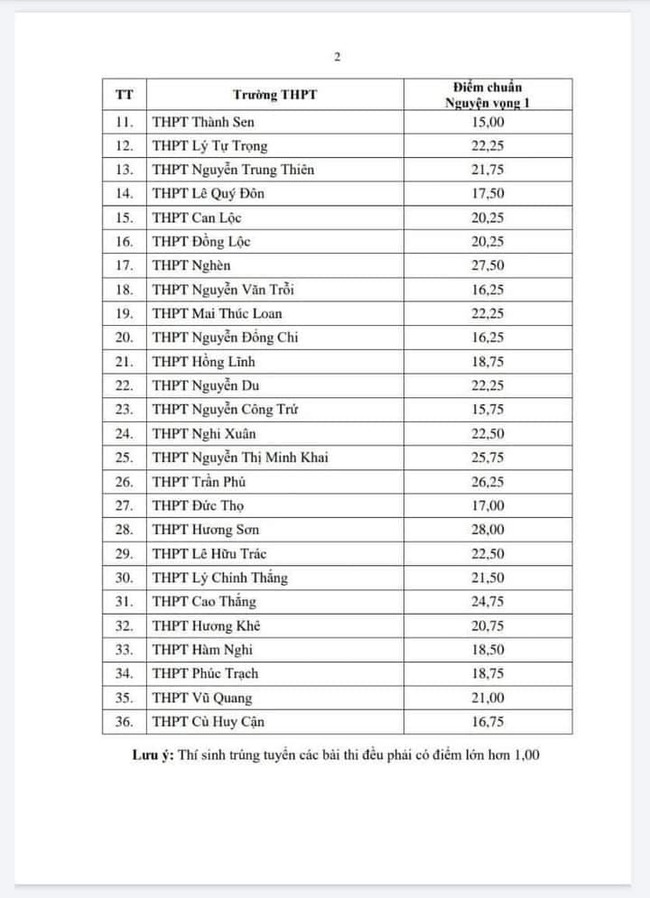 2
TT Trường THPT Điểm chuẩn
Nguyện vọng 1
11. THPT Thành Sen 15,00
12. THPT Lý Tự Trọng 22,25
13. THPT Nguyễn Trung Thiên 21,75
14. THPT Lê Quý Đôn 17,50
15. THPT Can Lộc 20,25
16. THPT Đồng Lộc 20,25
17. THPT Nghèn 27,50
18. THPT Nguyễn Văn Trỗi 16,25
19. THPT Mai Thúc Loan 22,25
20. THPT Nguyễn Đổng Chi 16,25
21. THPT Hồng Lĩnh 18,75
22. THPT Nguyễn Du 22,25
23. THPT Nguyễn Công Trứ 15,75
24. THPT Nghi Xuân 22,50
25. THPT Nguyễn Thị Minh Khai 25,75
26. THPT Trần Phú 26,25
27. THPT Đức Thọ 17,00
28. THPT Hương Sơn 28,00
29. THPT Lê Hữu Trác 22,50
30. THPT Lý Chính Thắng 21,50
31. THPT Cao Thắng 24,75
32. THPT Hương Khê 20,75
33. THPT Hàm Nghi 18,50
34. THPT Phúc Trạch 18,75
35. THPT Vũ Quang 21,00
36. THPT Cù Huy Cận 16,75
Lưu ý: Thí sinh trúng tuyển các bài thi đều phải có điểm lớn hơn 1,00